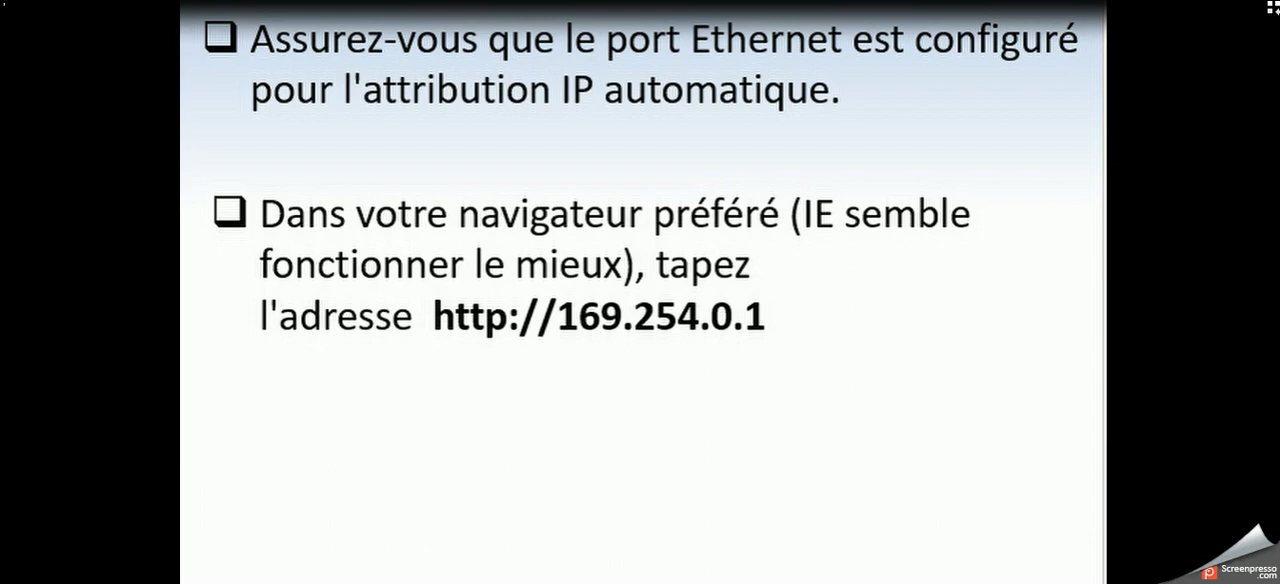 ❑ Assurez-vous que le port Ethernet est configuré
pour l'attribution IP automatique.
❑ Dans votre navigateur préféré (IE semble
fonctionner le mieux), tapez
l'adresse  http://169.254.0.1
Screenpresso
.com